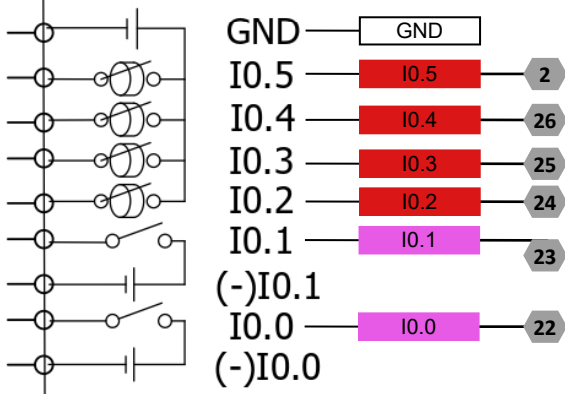 GND GND
I0.5 I0.5 2
I0.4 I0.4 26
I0.3 I0.3 25
I0.2 I0.2 24
I0.1 I0.1 23
(-)I0.1
I0.0 I0.0 22
(-)I0.0